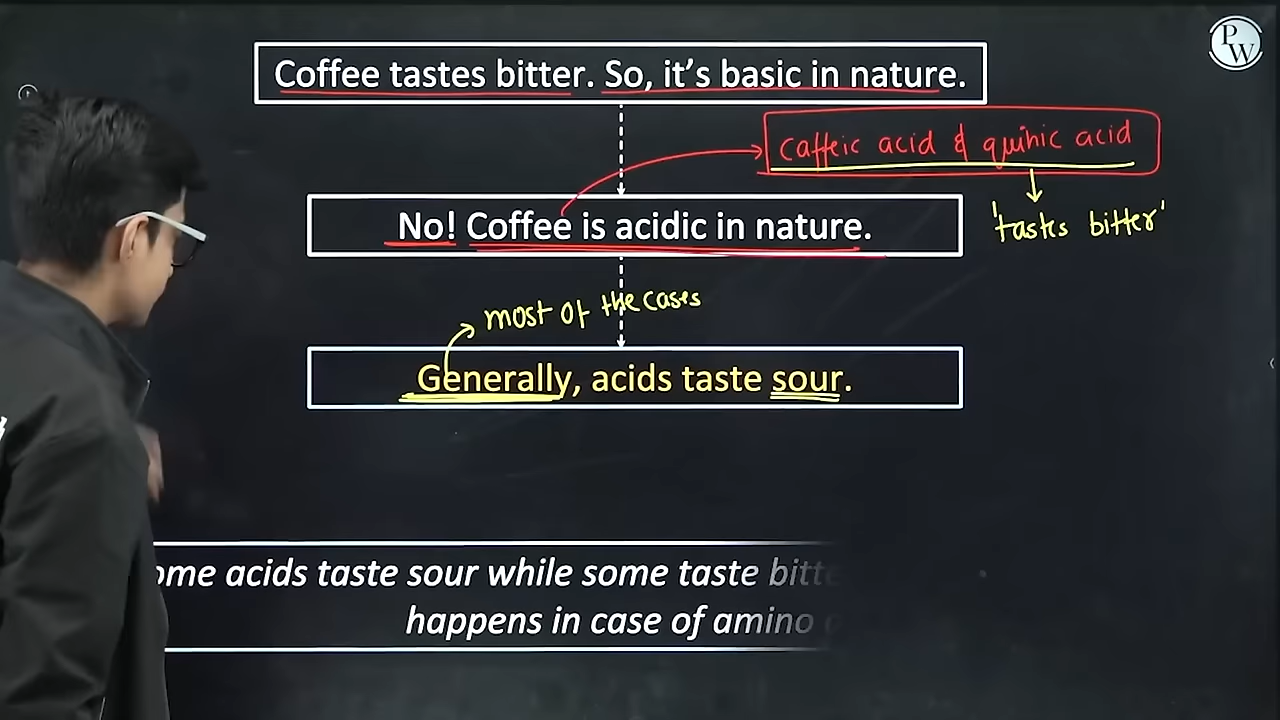 PW
Coffee tastes bitter. So, it's basic in nature.
caffeic acid & quinic acid
'tastes bitter'
No! Coffee is acidic in nature.
most of the cases
Generally, acids taste sour.
acids taste sour while some taste
happens in case of amino